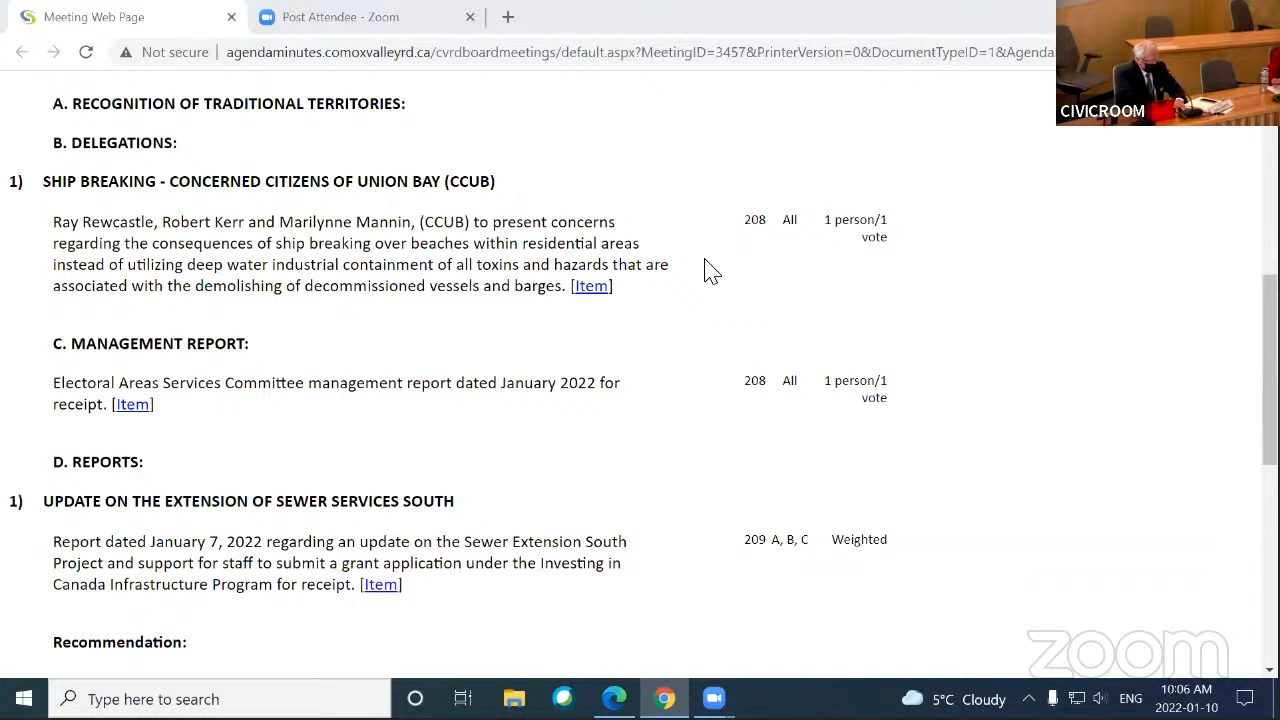 Meeting Web Page
Post Attendee - Zoom
Not secure
agendaminutes.comoxvalleyrd.ca/cvrdboardmeetings/default.aspx?MeetingID=3457&PrinterVersion=0&DocumentTypeID=1&Agenda
CIVICROOM
A. RECOGNITION OF TRADITIONAL TERRITORIES:
B. DELEGATIONS:
1) SHIP BREAKING - CONCERNED CITIZENS OF UNION BAY (CCUB)
Ray Rewcastle, Robert Kerr and Marilynne Mannin, (CCUB) to present concerns 208 All 1 person/1
regarding the consequences of ship breaking over beaches within residential areas vote
instead of utilizing deep water industrial containment of all toxins and hazards that are
associated with the demolishing of decommissioned vessels and barges. [Item]
C. MANAGEMENT REPORT:
Electoral Areas Services Committee management report dated January 2022 for 208 All 1 person/1
receipt. [Item] vote
D. REPORTS:
1) UPDATE ON THE EXTENSION OF SEWER SERVICES SOUTH
Report dated January 7, 2022 regarding an update on the Sewer Extension South 209 A, B, C Weighted
Project and support for staff to submit a grant application under the Investing in
Canada Infrastructure Program for receipt. [Item]
Recommendation:
zoom
Type here to search
5°C Cloudy
ENG
10:06 AM
2022-01-10